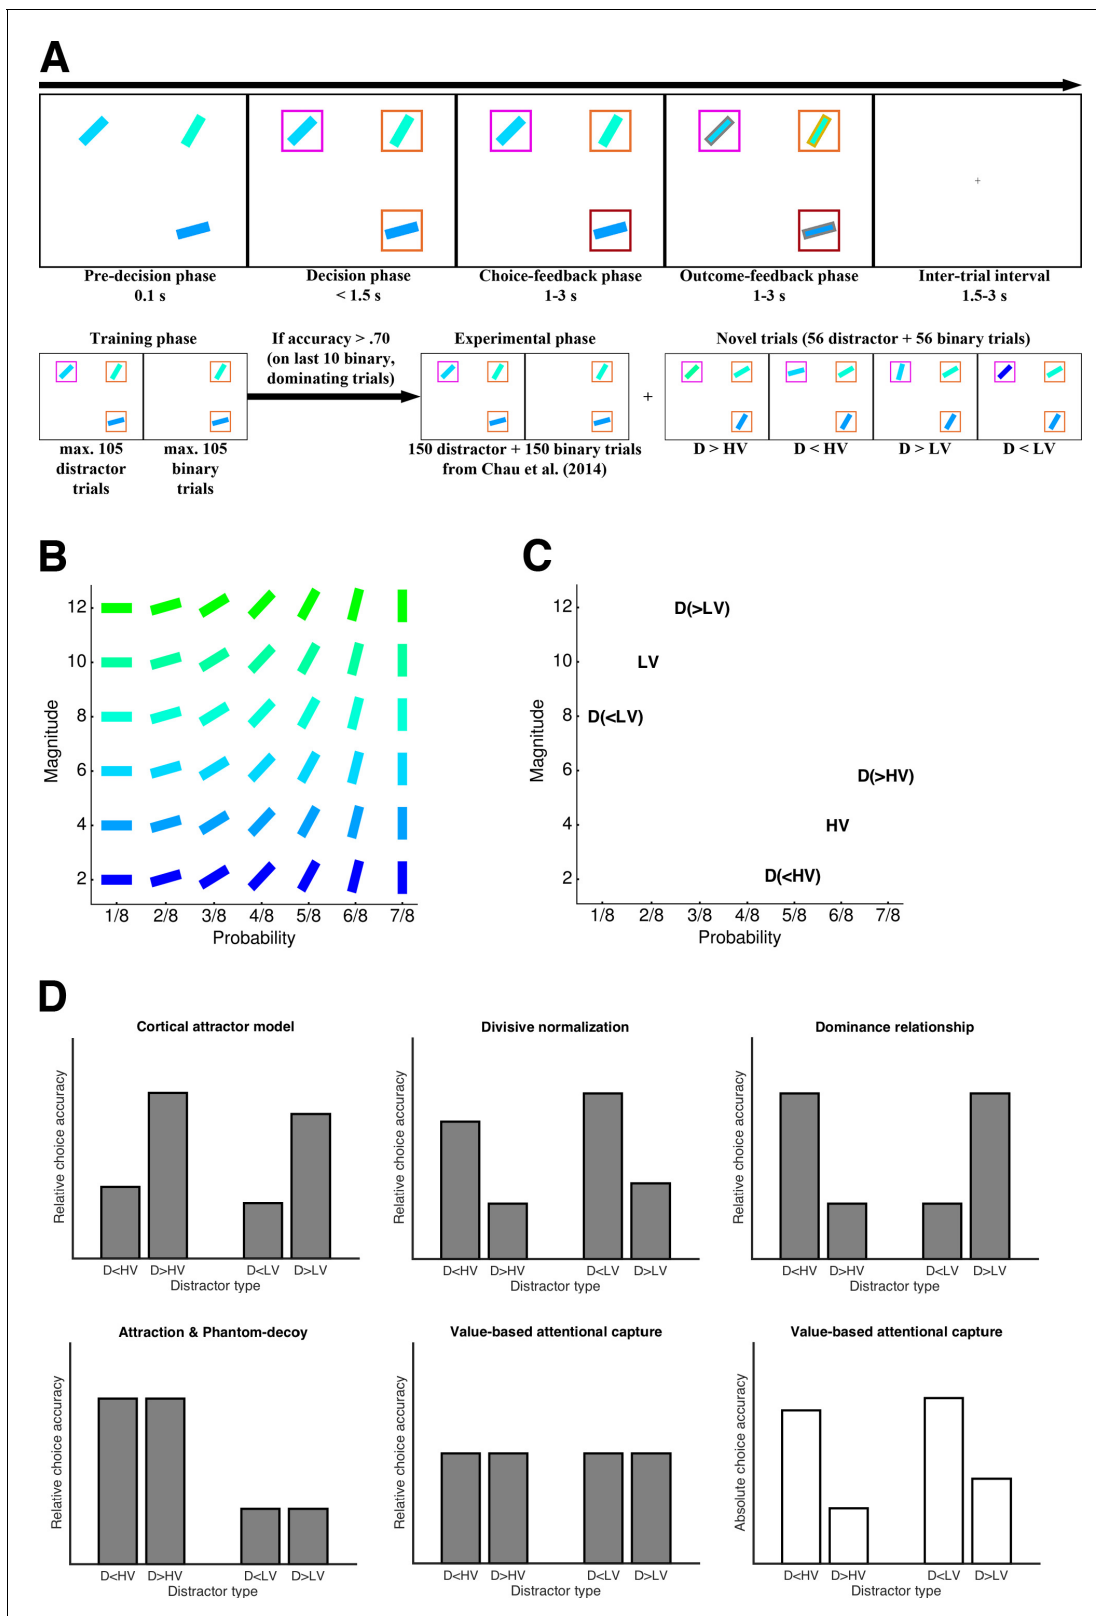 A
Pre-decision phase
0.1 s
Decision phase
< 1.5 s
Choice-feedback phase
1-3 s
Outcome-feedback phase
1-3 s
Inter-trial interval
1.5-3 s
Training phase
If accuracy > .70
(on last 10 binary,
dominating trials)
Experimental phase
Novel trials (56 distractor + 56 binary trials)
+
max. 105
distractor
trials
max. 105
binary
trials
150 distractor + 150 binary trials
from Chau et al. (2014)
D > HV
D < HV
D > LV
D < LV
B
Magnitude
12
10
8
6
4
2
1/8 2/8 3/8 4/8 5/8 6/8 7/8
Probability
C
Magnitude
12
10
8
6
4
2
D(>LV)
LV
D(<LV)
D(>HV)
HV
D(<HV)
1/8 2/8 3/8 4/8 5/8 6/8 7/8
Probability
D
Cortical attractor model
Relative choice accuracy
D<HV D>HV D<LV D>LV
Distractor type
Divisive normalization
Relative choice accuracy
D<HV D>HV D<LV D>LV
Distractor type
Dominance relationship
Relative choice accuracy
D<HV D>HV D<LV D>LV
Distractor type
Attraction & Phantom-decoy
Relative choice accuracy
D<HV D>HV D<LV D>LV
Distractor type
Value-based attentional capture
Relative choice accuracy
D<HV D>HV D<LV D>LV
Distractor type
Value-based attentional capture
Absolute choice accuracy
D<HV D>HV D<LV D>LV
Distractor type